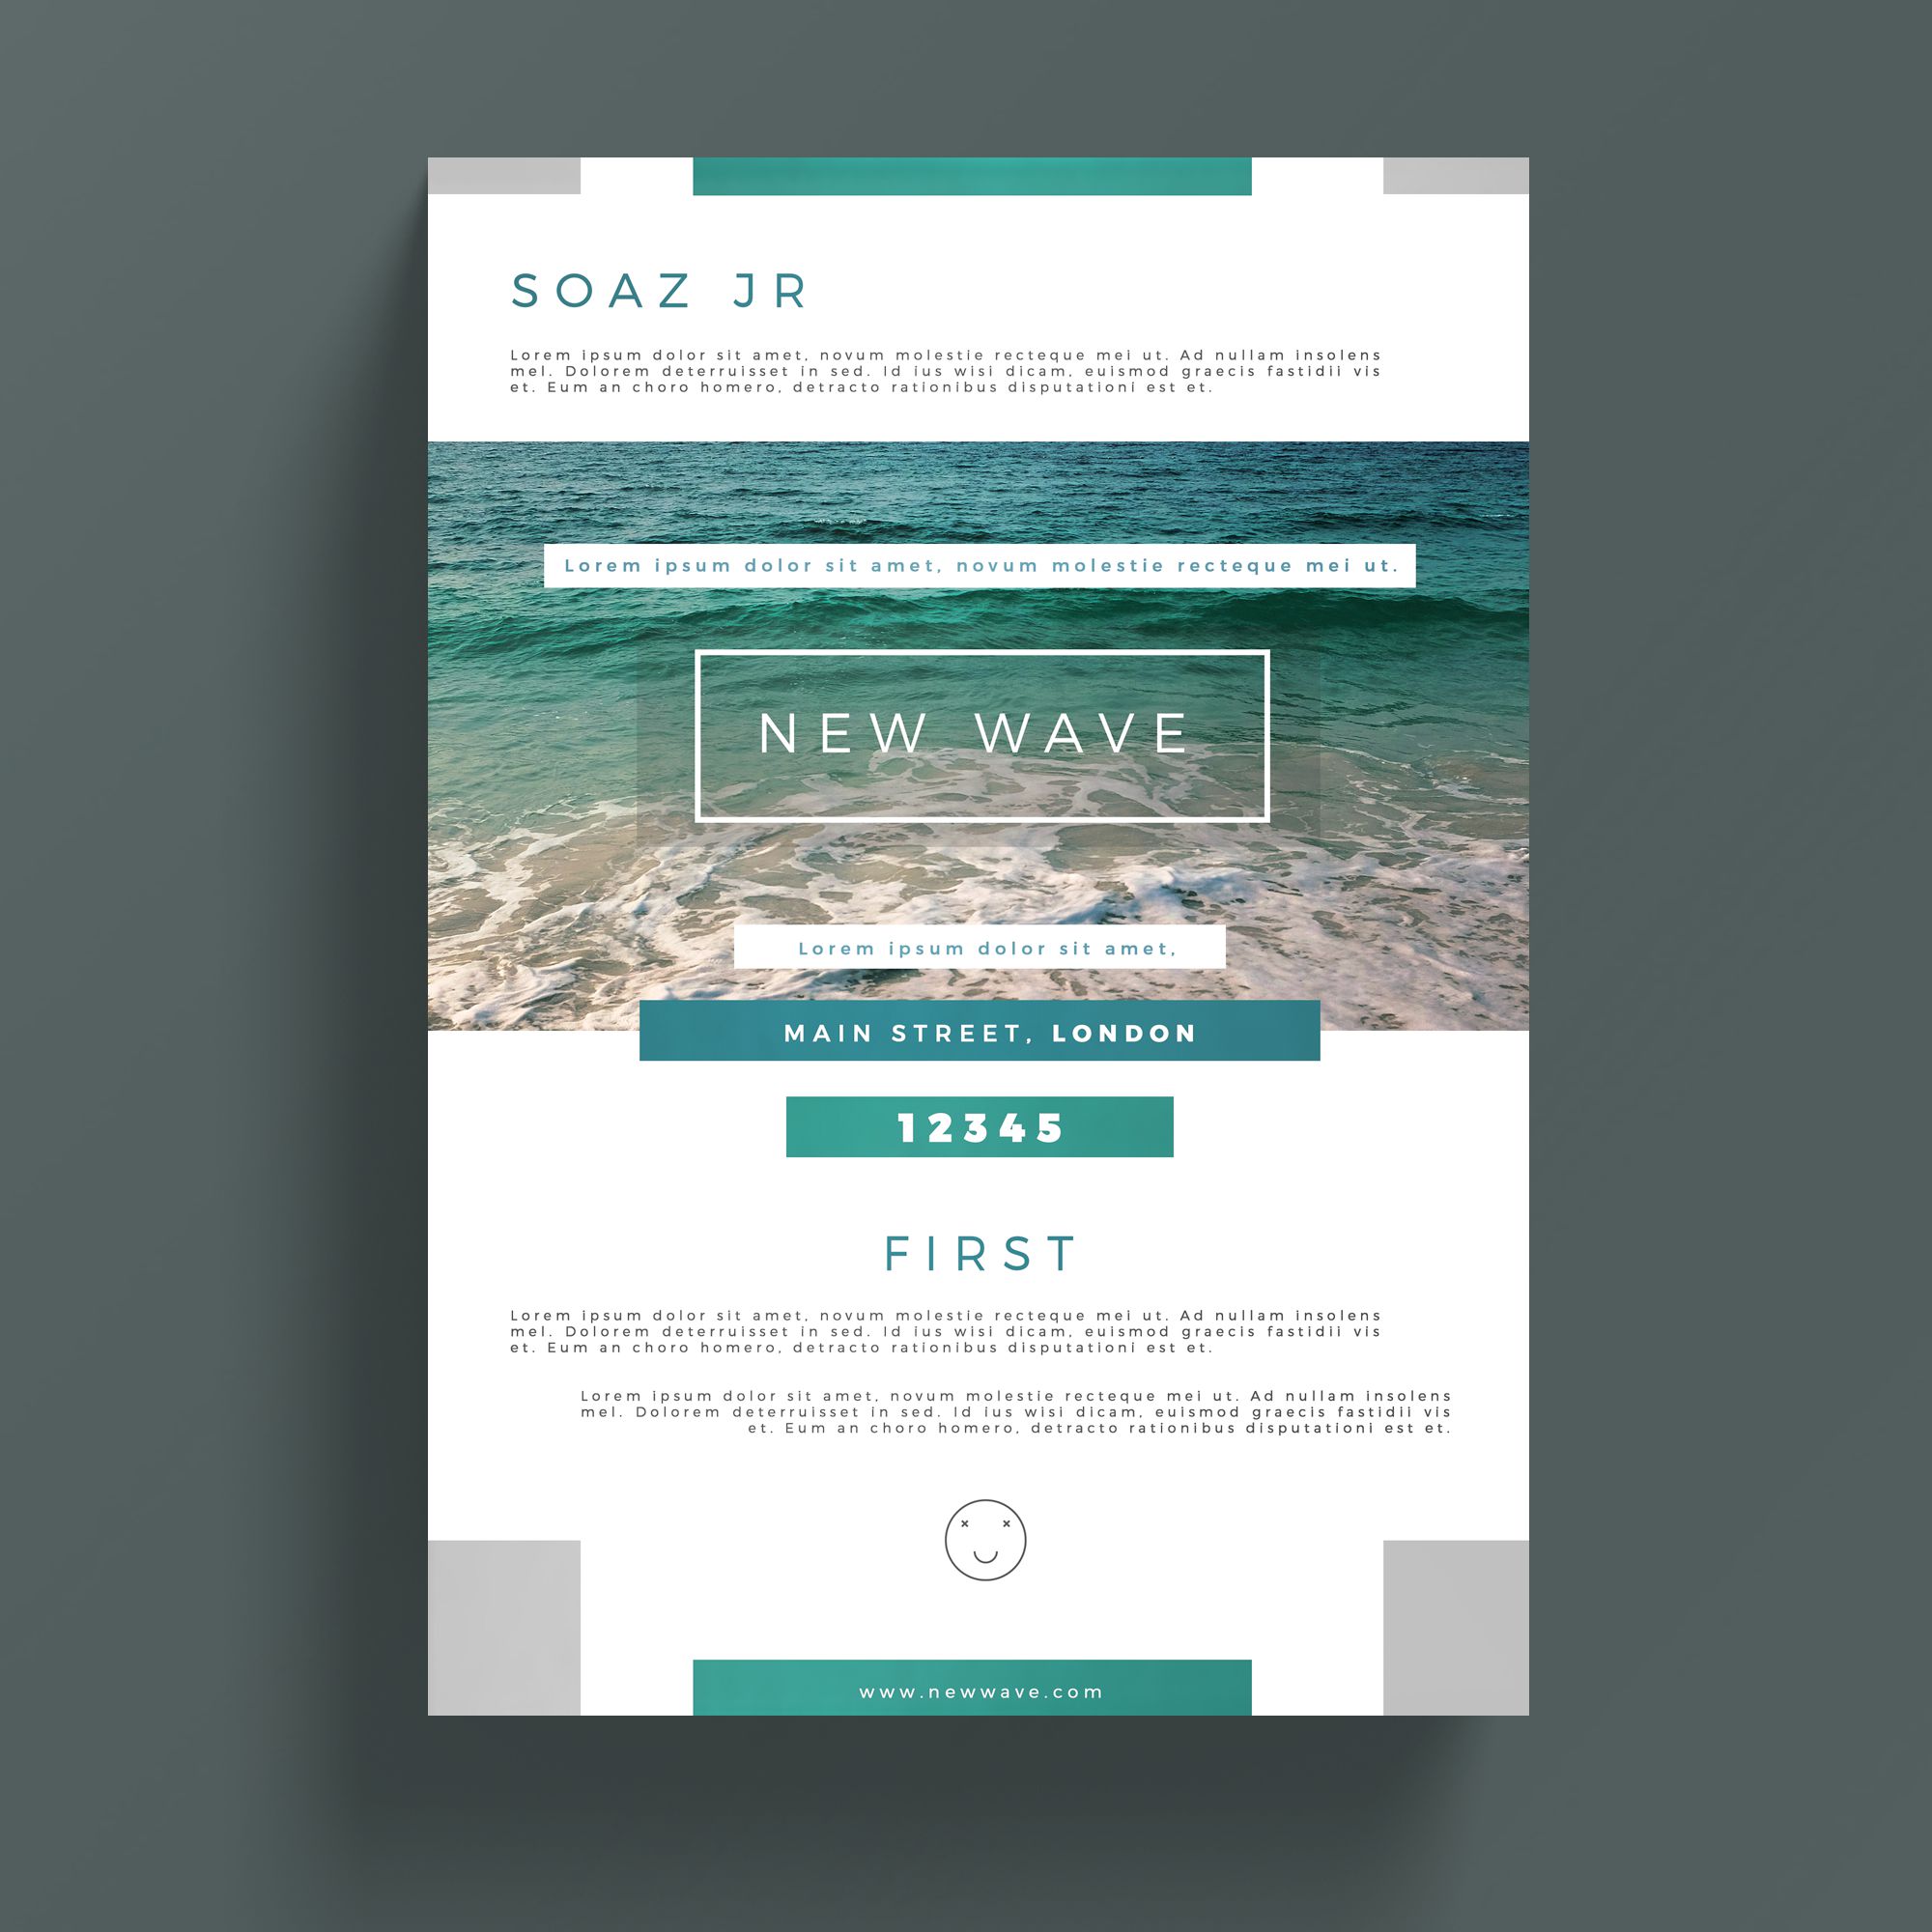 SOAZ JR
Lorem ipsum dolor sit amet, novum molestie recteque mei ut. Ad nullam insolens
mel. Dolorem deterruisset in sed. Id ius wisi dicam, euismod graecis fastidii vis
et. Eum an choro homero, detracto rationibus disputationi est et.
Lorem ipsum dolor sit amet, novum molestie recteque mei ut.
NEW WAVE
Lorem ipsum dolor sit amet,
MAIN STREET, LONDON
12345
FIRST
Lorem ipsum dolor sit amet, novum molestie recteque mei ut. Ad nullam insolens
mel. Dolorem deterruisset in sed. Id ius wisi dicam, euismod graecis fastidii vis
et. Eum an choro homero, detracto rationibus disputationi est et.
Lorem ipsum dolor sit amet, novum molestie recteque mei ut. Ad nullam insolens
mel. Dolorem deterruisset in sed. Id ius wisi dicam, euismod graecis fastidii vis
et. Eum an choro homero, detracto rationibus disputationi est et.
www.newwave.com